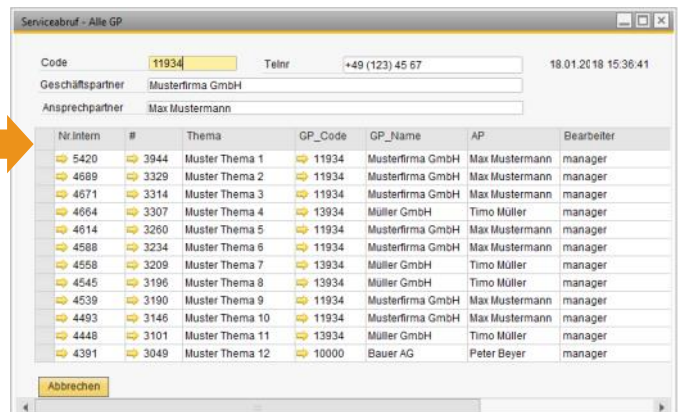 Serviceabruf - Alle GP
Code 11934 Telnr +49 (123) 45 67 18.01.2018 15:36:41
Geschäftspartner Musterfirma GmbH
Ansprechpartner Max Mustermann
Nr.Intern # Thema GP_Code GP_Name AP Bearbeiter
5420 3944 Muster Thema 1 11934 Musterfirma GmbH Max Mustermann manager
4689 3329 Muster Thema 2 11934 Musterfirma GmbH Max Mustermann manager
4671 3314 Muster Thema 3 11934 Musterfirma GmbH Max Mustermann manager
4664 3307 Muster Thema 4 13934 Müller GmbH Timo Müller manager
4614 3260 Muster Thema 5 11934 Musterfirma GmbH Max Mustermann manager
4588 3234 Muster Thema 6 11934 Musterfirma GmbH Max Mustermann manager
4558 3209 Muster Thema 7 13934 Müller GmbH Timo Müller manager
4545 3196 Muster Thema 8 13934 Müller GmbH Timo Müller manager
4539 3190 Muster Thema 9 11934 Musterfirma GmbH Max Mustermann manager
4493 3146 Muster Thema 10 11934 Musterfirma GmbH Max Mustermann manager
4448 3101 Muster Thema 11 13934 Müller GmbH Timo Müller manager
4391 3049 Muster Thema 12 10000 Bauer AG Peter Beyer manager
Abbrechen